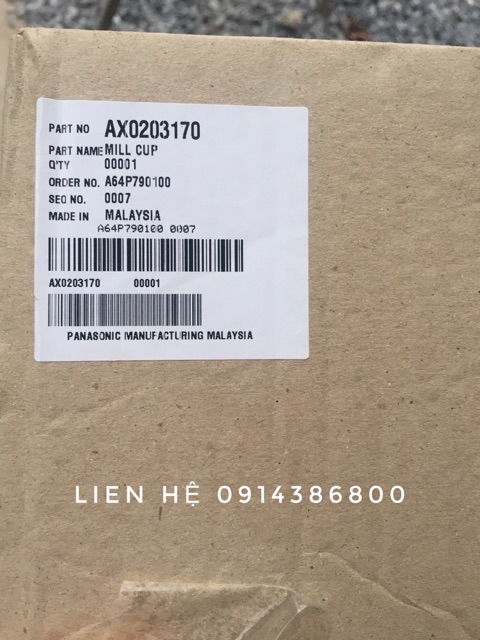 PART NO AX0203170
PART NAME MILL CUP
Q'TY 00001
ORDER NO. A64P790100
SEQ NO. 0007
MADE IN MALAYSIA
A64P790100 0007
AX0203170 00001
PANASONIC MANUFACTURING MALAYSIA
LIEN HỆ 0914386800